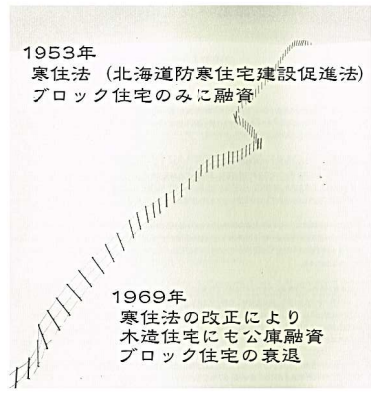 1953年
寒住法 (北海道防寒住宅建設促進法)
ブロック住宅のみに融資
1969年
寒住法の改正により
木造住宅にも公庫融資
ブロック住宅の衰退